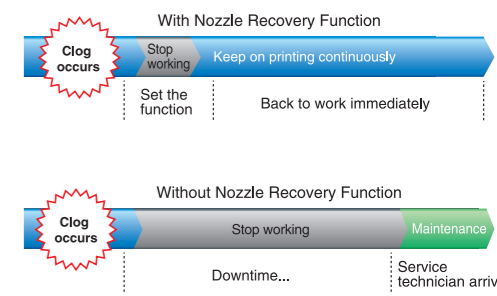 With Nozzle Recovery Function
Clog
occurs
Stop
working
Keep on printing continuously
Set the
function
Back to work immediately
Without Nozzle Recovery Function
Clog
occurs
Stop working
Maintenance
Downtime...
Service
technician arriv